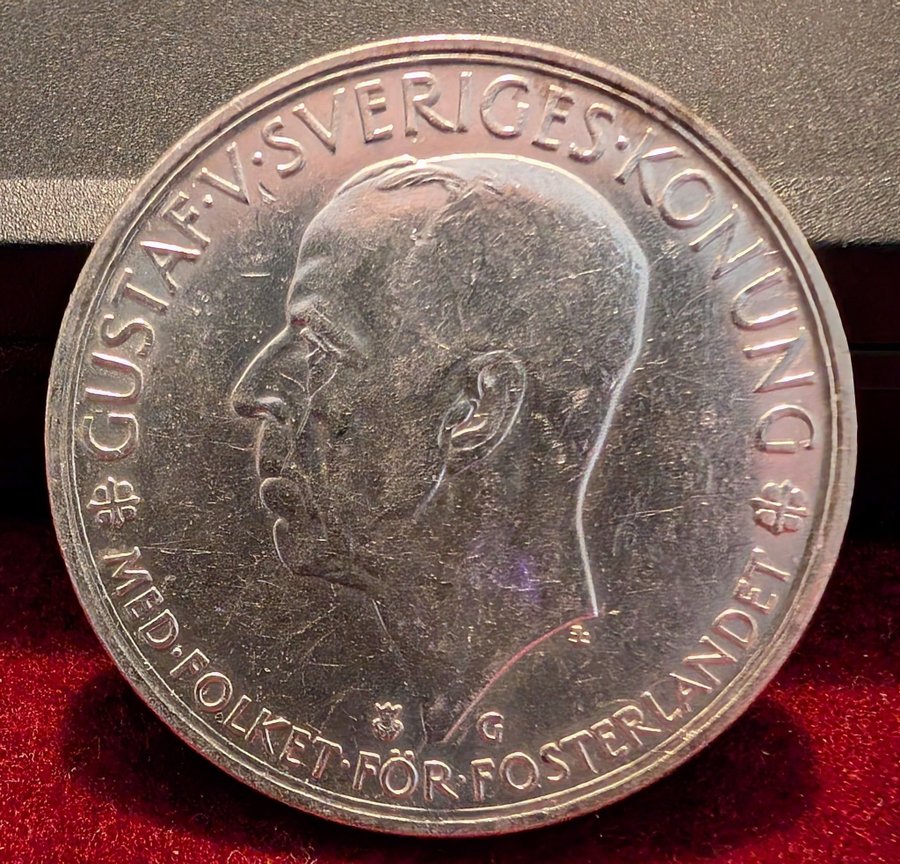 GUSTAF·V·SVERIGES·KONUNG
MED·FOLKET·FÖR·FOSTERLANDET
G